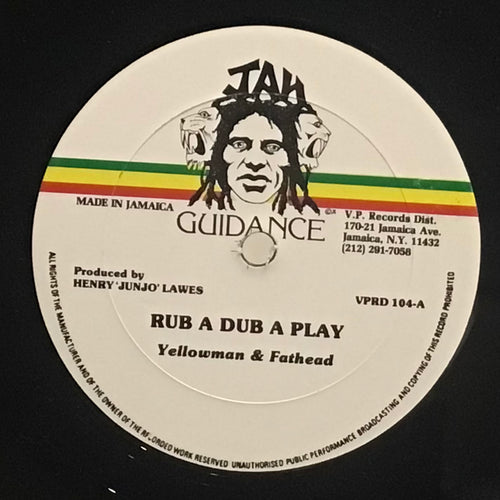 JAH
GUIDANCE
MADE IN JAMAICA
V.P. Records Dist.
170-21 Jamaica Ave.
Jamaica, N.Y. 11432
(212) 291-7058
Produced by
HENRY 'JUNJO' LAWES
VPRD 104-A
RUB A DUB A PLAY
Yellowman & Fathead
ALL RIGHTS OF THE MANUFACTURER AND OF THE OWNER OF THE RECORDED WORK RESERVED UNAUTHORISED PUBLIC PERFORMANCE BROADCASTING AND COPYING OF THIS RECORD PROHIBITED